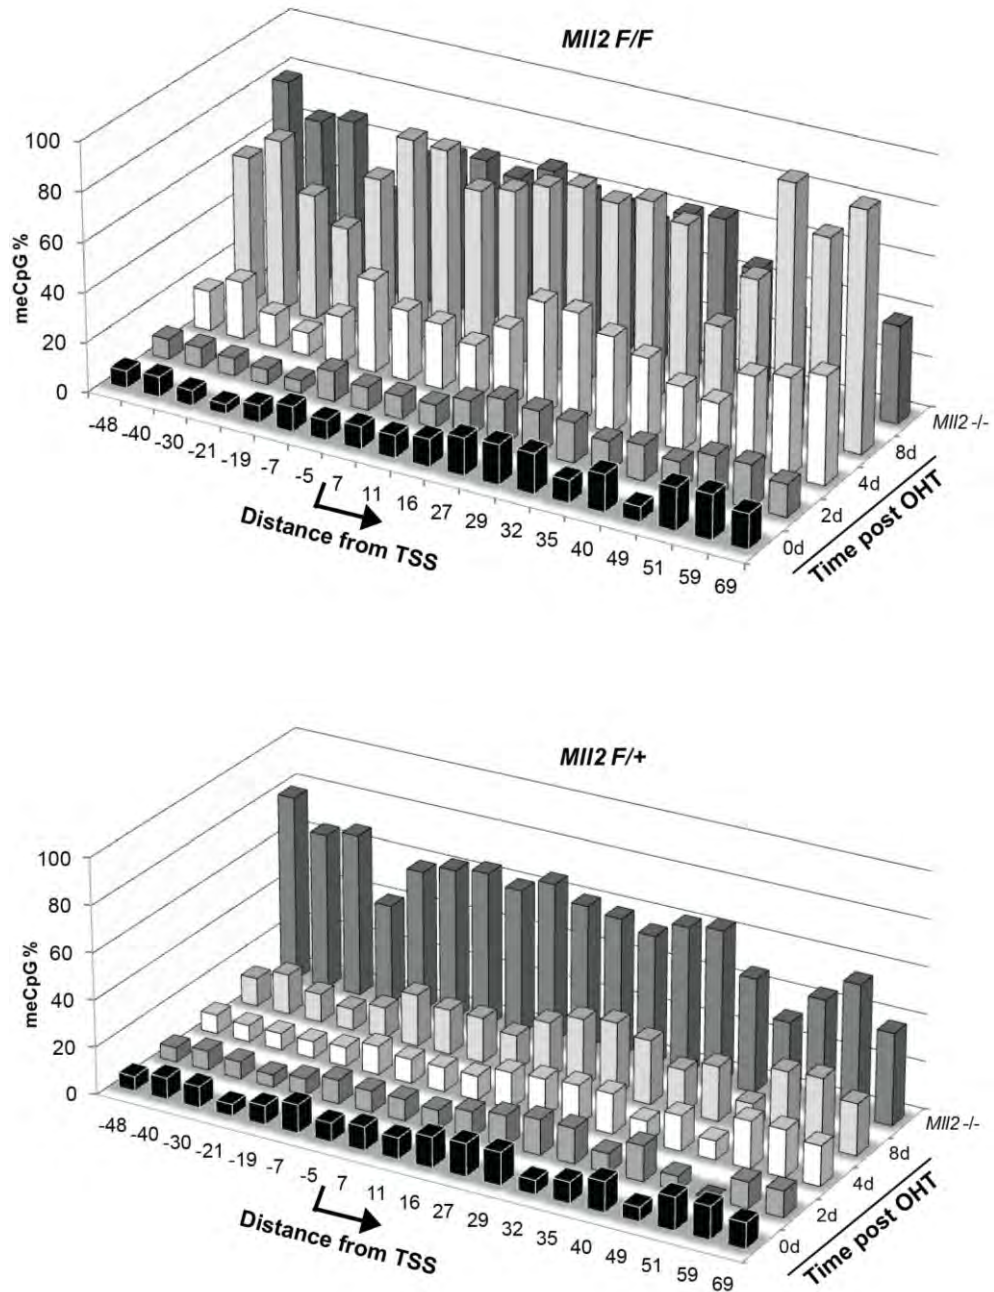 Mll2 F/F
100
80
60
40
20
0
meCpG %
-48 -40 -30 -21 -19 -7 -5 7 11 16 27 29 32 35 40 49 51 59 69
Distance from TSS
0d 2d 4d 8d Mll2 -/-
Time post OHT
Mll2 F/+
100
80
60
40
20
0
meCpG %
-48 -40 -30 -21 -19 -7 -5 7 11 16 27 29 32 35 40 49 51 59 69
Distance from TSS
0d 2d 4d 8d Mll2 -/-
Time post OHT